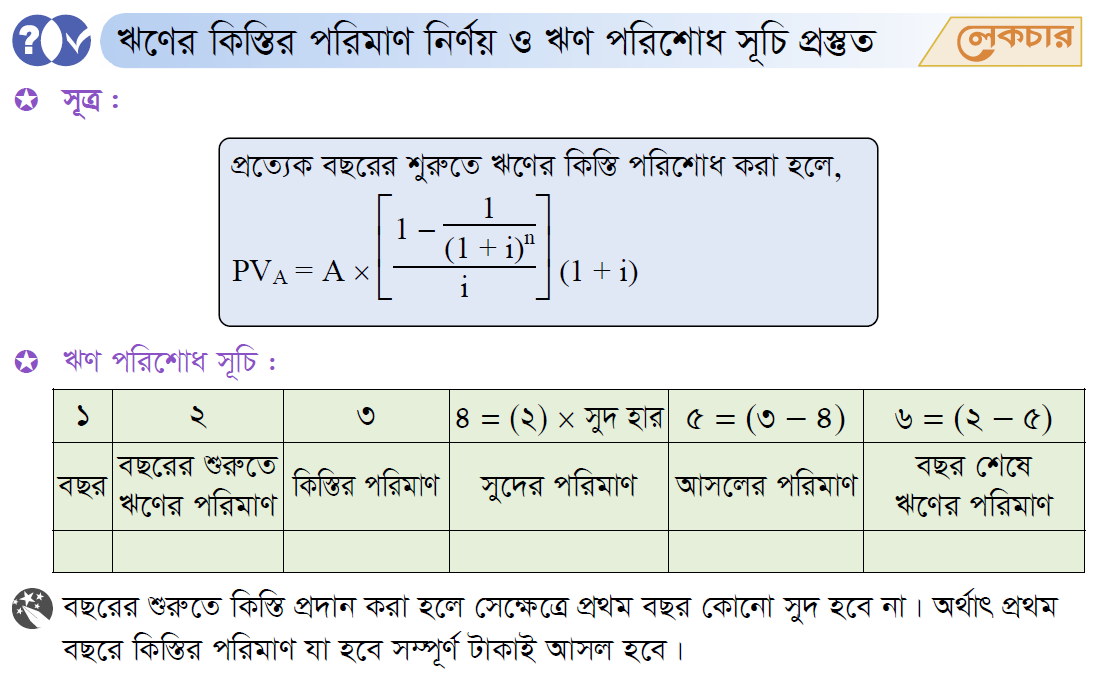 ঋণের কিস্তির পরিমাণ নির্ণয় ও ঋণ পরিশোধ সূচি প্রস্তুত
লেকচার
সূত্র :
প্রত্যেক বছরের শুরুতে ঋণের কিস্তি পরিশোধ করা হলে,
PV_A = A × [(1 − 1/(1 + i)^n)/i] (1 + i)
ঋণ পরিশোধ সূচি :
১ ২ ৩ ৪ = (২) × সুদ হার ৫ = (৩ − ৪) ৬ = (২ − ৫)
বছর বছরের শুরুতে ঋণের পরিমাণ কিস্তির পরিমাণ সুদের পরিমাণ আসলের পরিমাণ বছর শেষে ঋণের পরিমাণ
বছরের শুরুতে কিস্তি প্রদান করা হলে সেক্ষেত্রে প্রথম বছর কোনো সুদ হবে না। অর্থাৎ প্রথম
বছরে কিস্তির পরিমাণ যা হবে সম্পূর্ণ টাকাই আসল হবে।